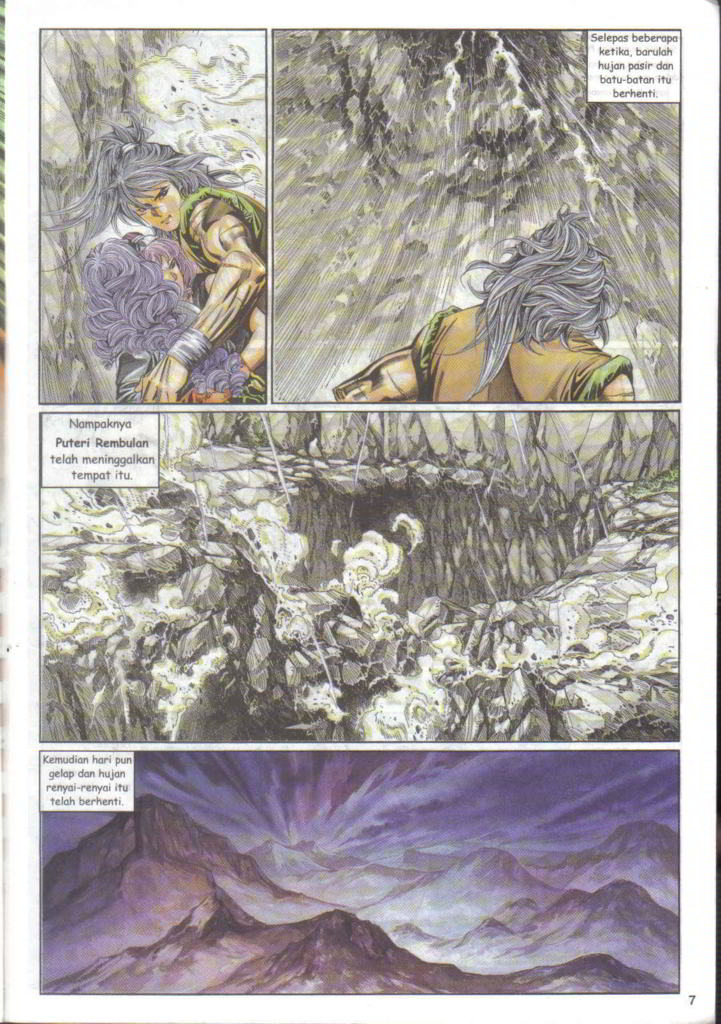 Selepas beberapa
ketika, barulah
hujan pasir dan
batu-batan itu
berhenti.
Nampaknya
Puteri Rembulan
telah meninggalkan
tempat itu.
Kemudian hari pun
gelap dan hujan
renyai-renyai itu
telah berhenti.
7